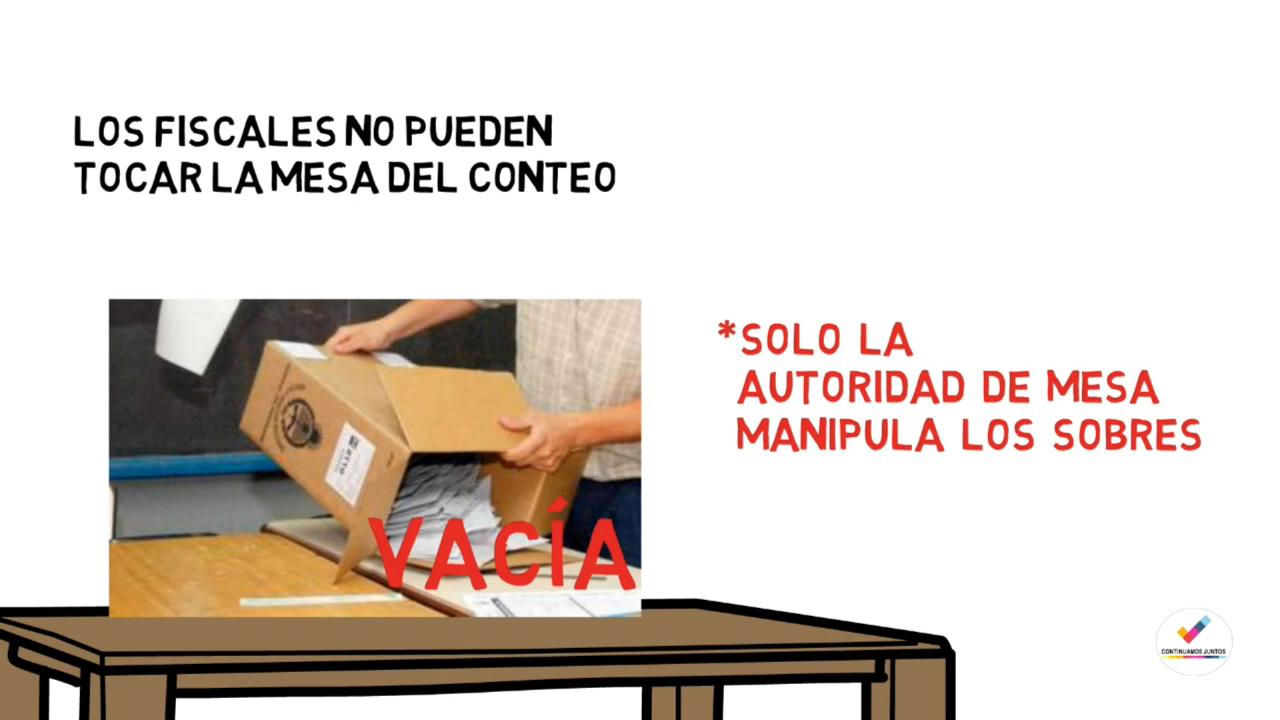 LOS FISCALES NO PUEDEN
TOCAR LA MESA DEL CONTEO
*SOLO LA
AUTORIDAD DE MESA
MANIPULA LOS SOBRES
VACÍA
CONTINUAMOS JUNTOS